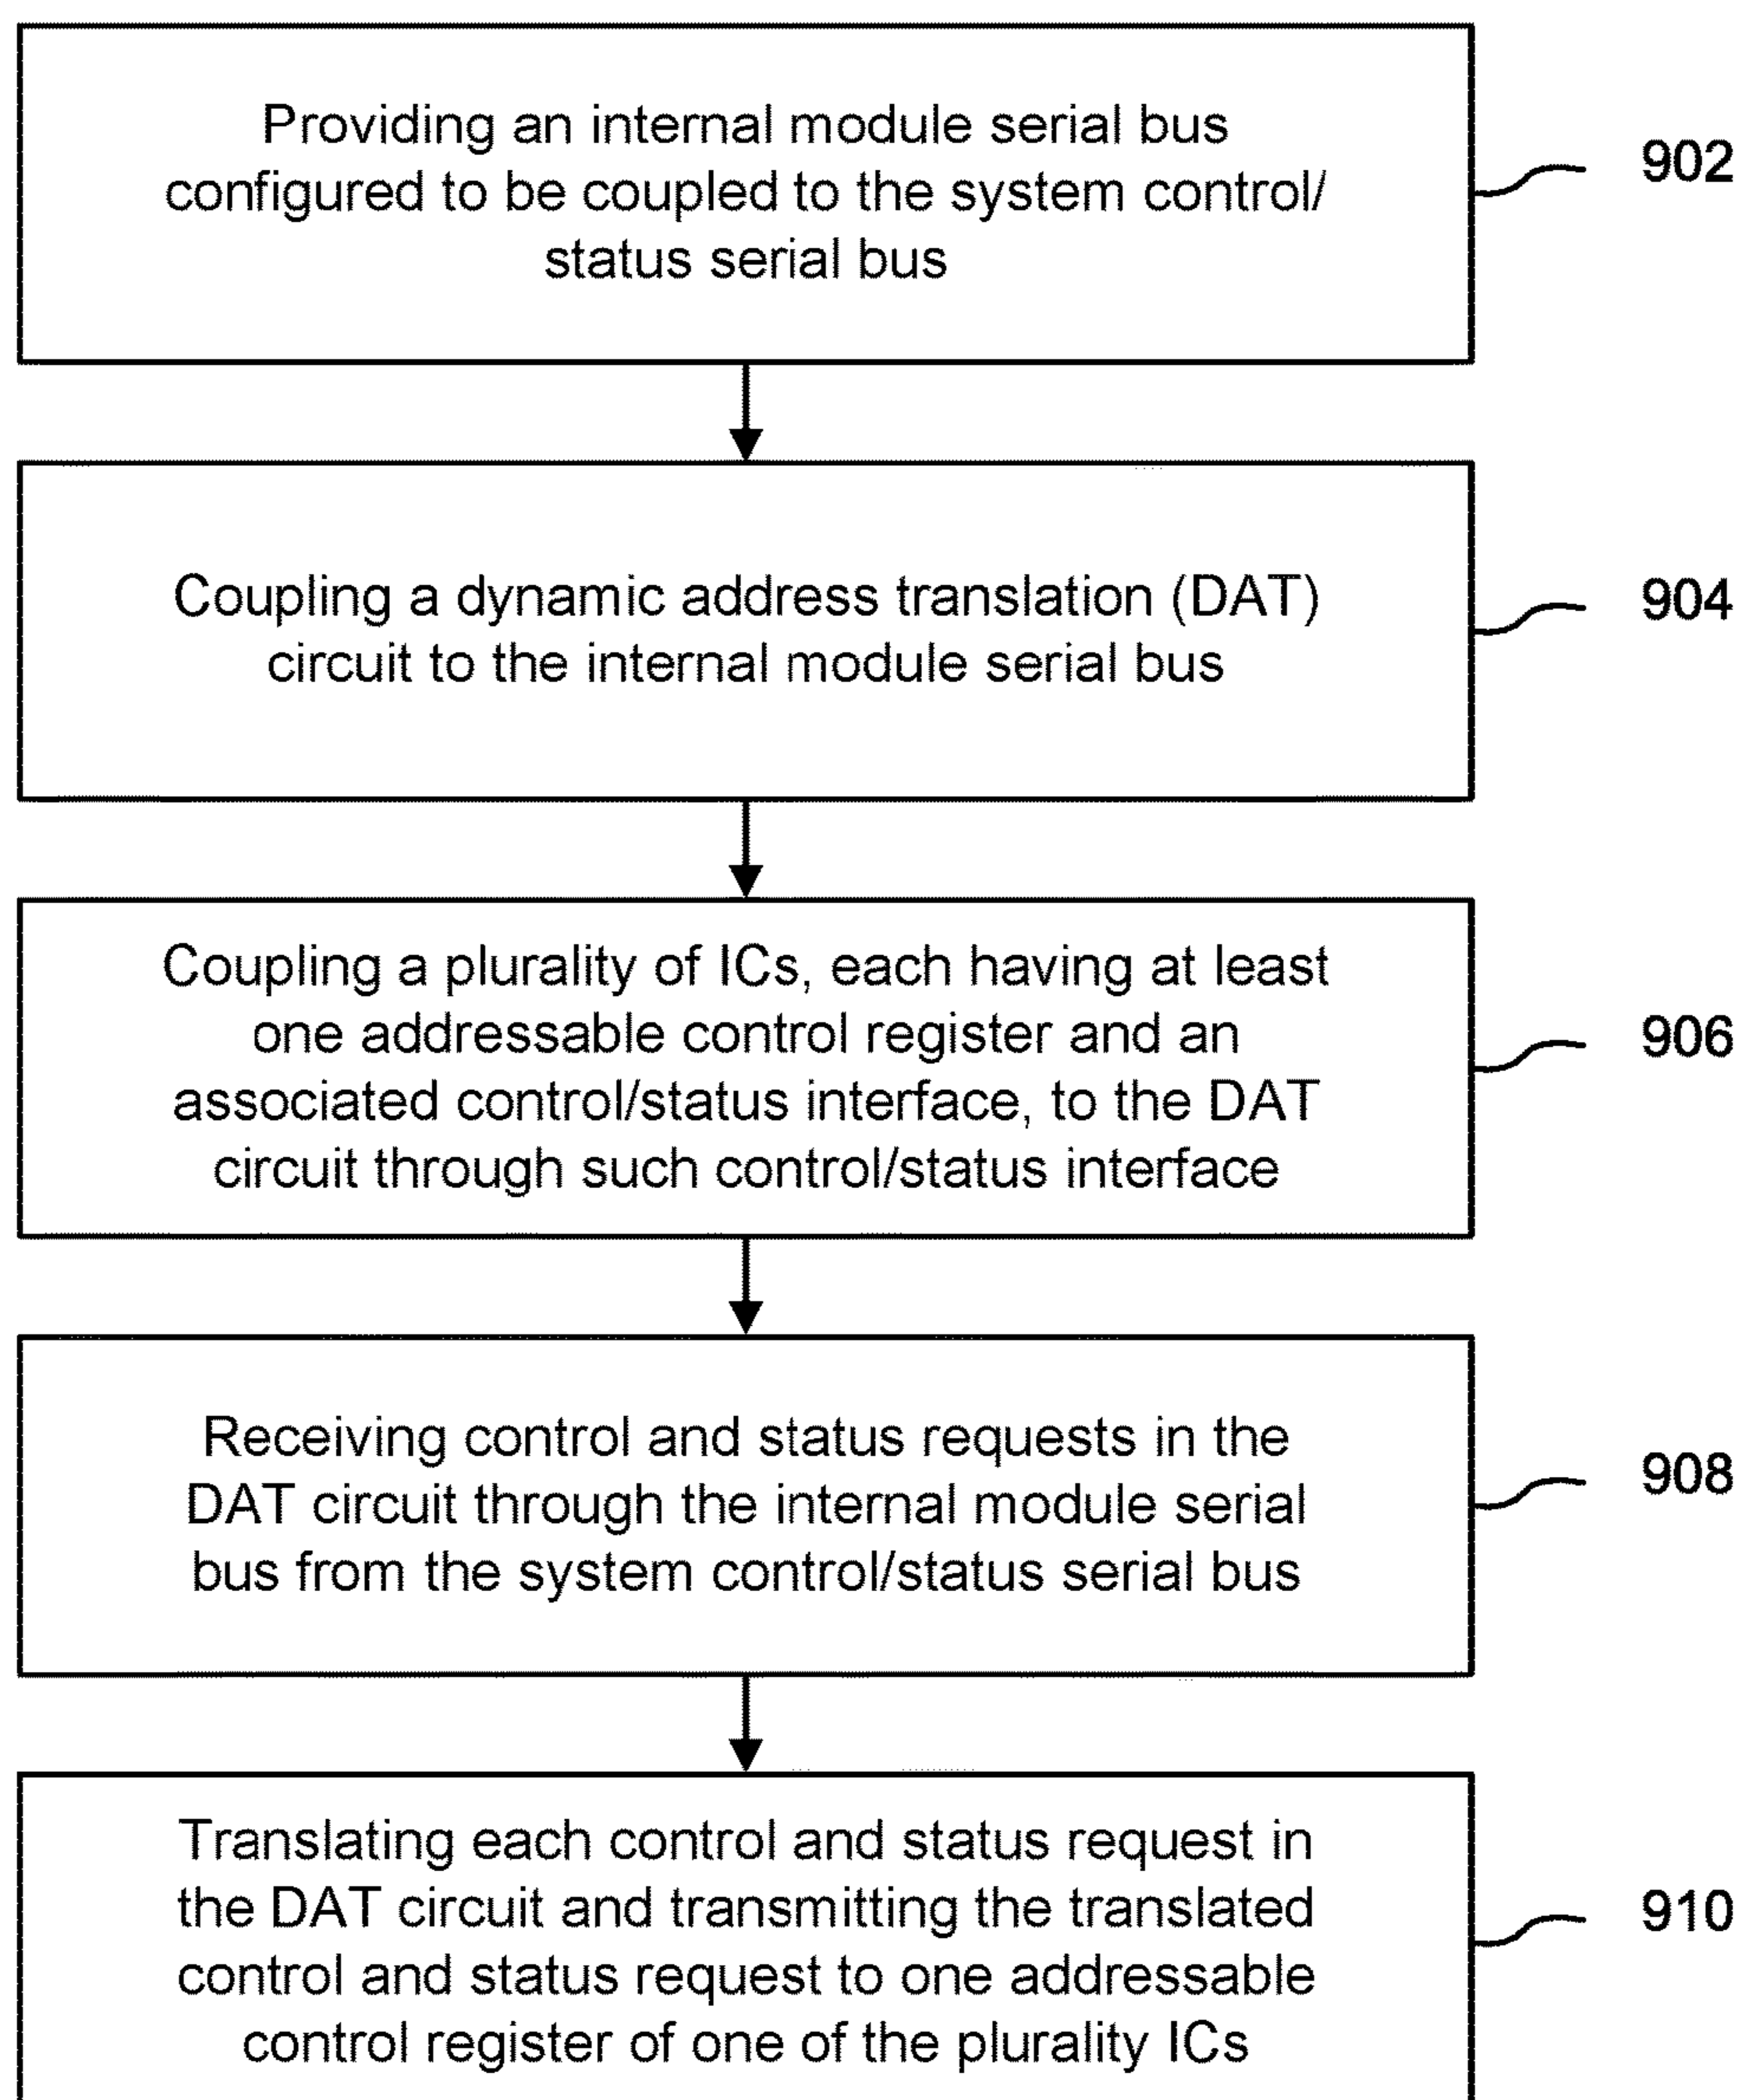 Providing an internal module serial bus
configured to be coupled to the system control/
status serial bus
902
Coupling a dynamic address translation (DAT)
circuit to the internal module serial bus
904
Coupling a plurality of ICs, each having at least
one addressable control register and an
associated control/status interface, to the DAT
circuit through such control/status interface
906
Receiving control and status requests in the
DAT circuit through the internal module serial
bus from the system control/status serial bus
908
Translating each control and status request in
the DAT circuit and transmitting the translated
control and status request to one addressable
control register of one of the plurality ICs
910